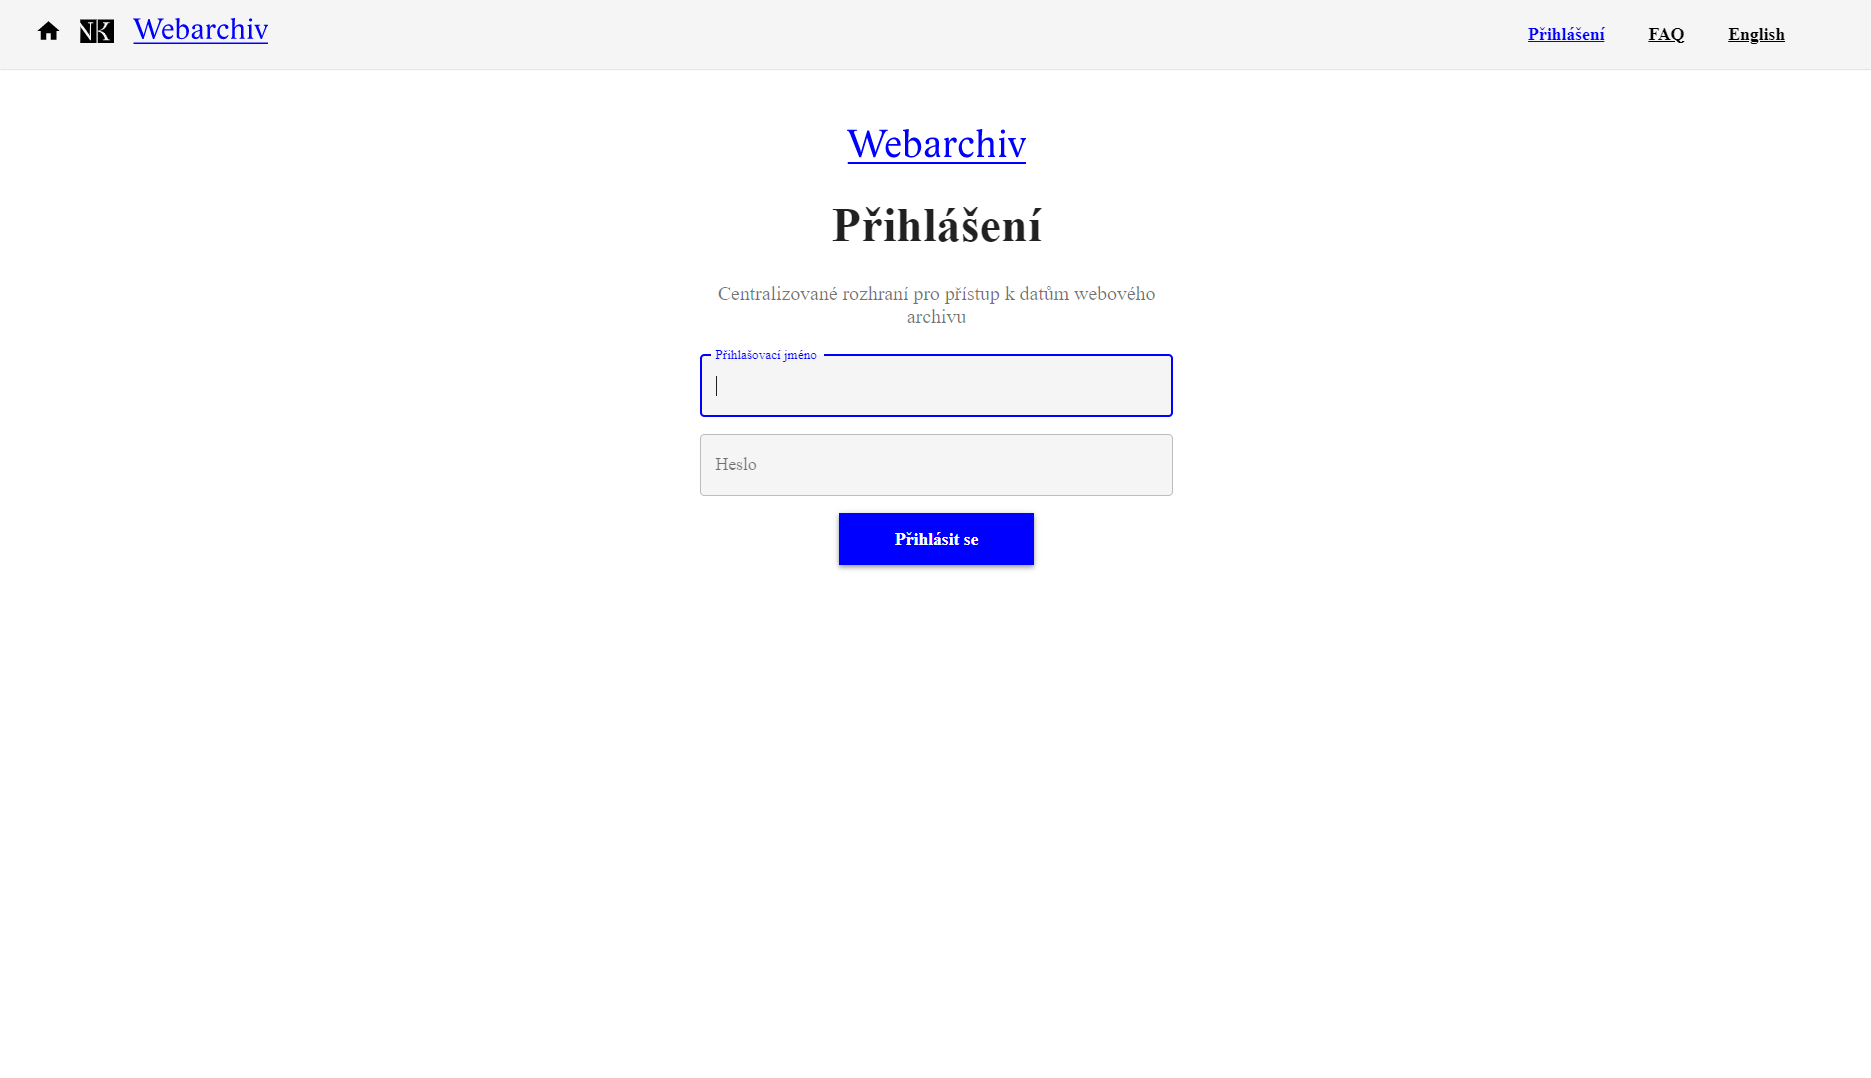 NK Webarchiv Přihlášení FAQ English
Webarchiv
Přihlášení
Centralizované rozhraní pro přístup k datům webového
archivu
Přihlašovací jméno
Heslo
Přihlásit se